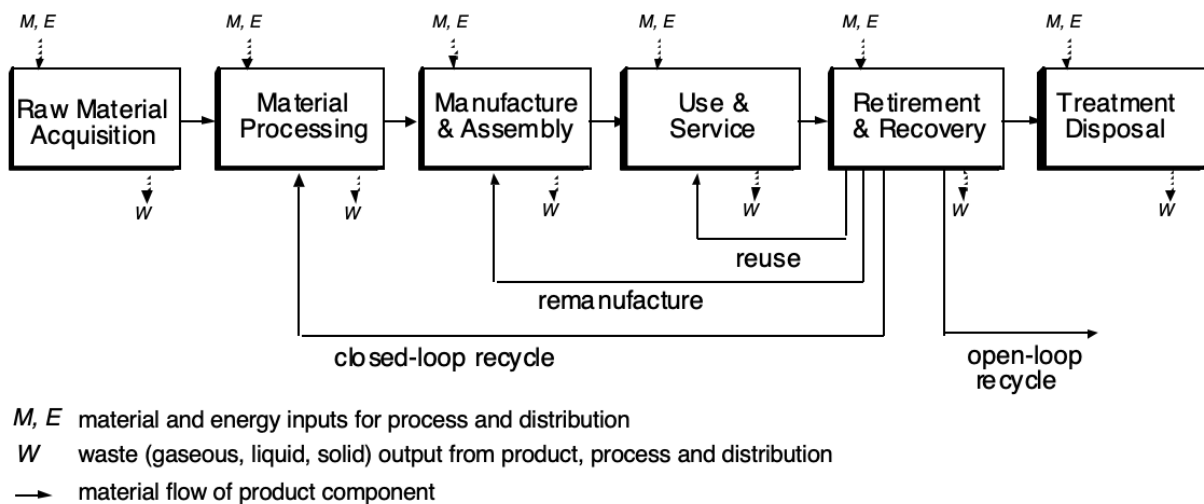 M, E
M, E
M, E
M, E
M, E
M, E
Raw Material
Acquisition
Material
Processing
Manufacture
& Assembly
Use &
Service
Retirement
& Recovery
Treatment
Disposal
W
W
W
W
W
W
reuse
remanufacture
closed-loop recycle
open-loop
recycle
M, E material and energy inputs for process and distribution
W waste (gaseous, liquid, solid) output from product, process and distribution
material flow of product component